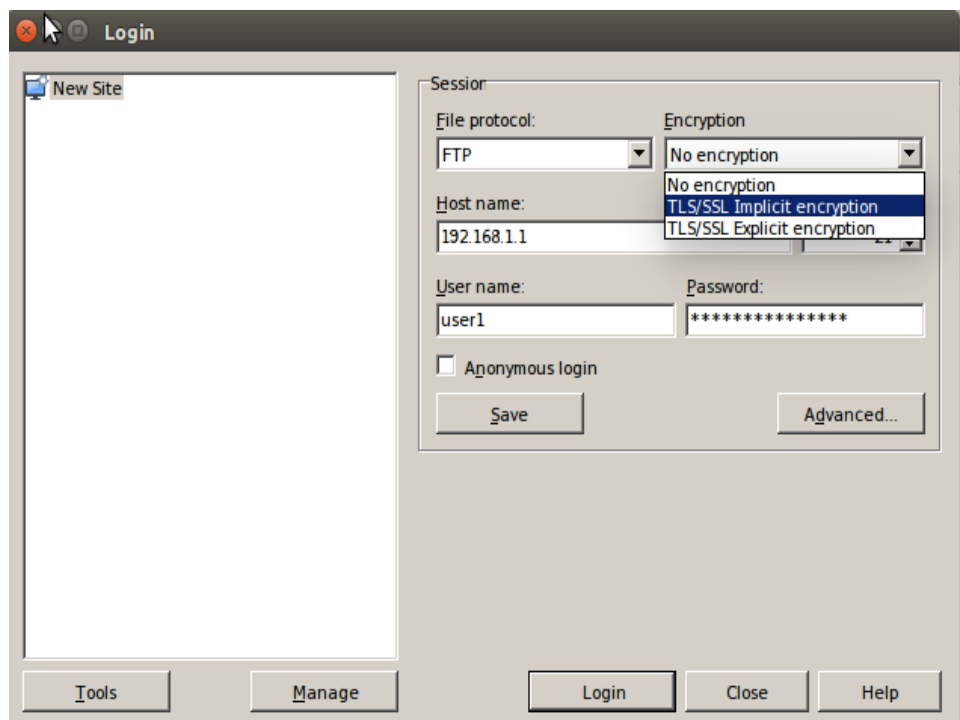 Login
New Site
Session
File protocol:
Encryption
FTP
No encryption
No encryption
TLS/SSL Implicit encryption
TLS/SSL Explicit encryption
Host name:
192.168.1.1
User name:
Password:
user1
***************
Anonymous login
Save
Advanced...
Tools
Manage
Login
Close
Help